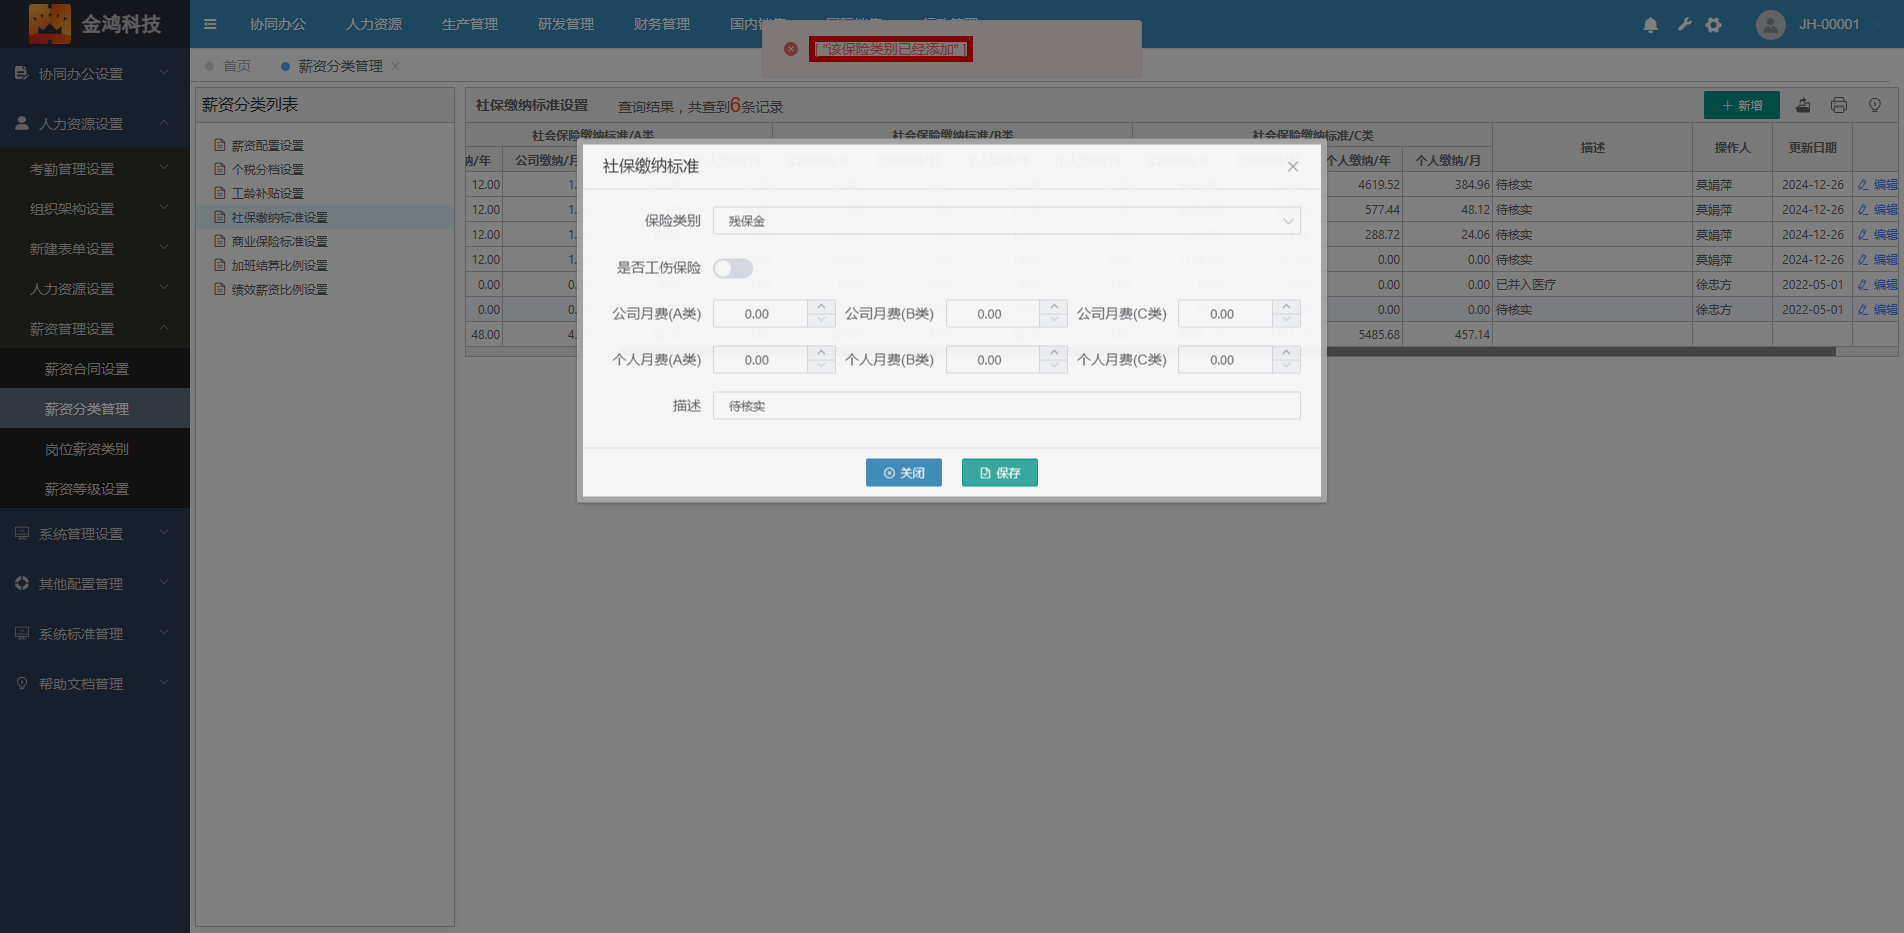 金鸿科技
协同办公 人力资源 生产管理 研发管理 财务管理
JH-00001
[ "该保险类别已经添加" ]
首页 薪资分类管理
协同办公设置
人力资源设置
考勤管理设置
组织架构设置
新建表单设置
人力资源设置
薪资管理设置
薪资合同设置
薪资分类管理
岗位薪资类别
薪资等级设置
系统管理设置
其他配置管理
系统标准管理
帮助文档管理
薪资分类列表
薪资配置设置
个税分档设置
工龄补贴设置
社保缴纳标准设置
商业保险标准设置
加班结算比例设置
绩效薪资比例设置
社保缴纳标准设置 查询结果，共查到6条记录 新增
社会保险缴纳标准/A类 社会保险缴纳标准/B类 社会保险缴纳标准/C类 描述 操作人 更新日期
纳/年 公司缴纳/月 个人缴纳/年 个人缴纳/月
12.00 1. 4619.52 384.96 待核实 莫娟萍 2024-12-26 编辑
12.00 1. 577.44 48.12 待核实 莫娟萍 2024-12-26 编辑
12.00 1. 288.72 24.06 待核实 莫娟萍 2024-12-26 编辑
12.00 1. 0.00 0.00 待核实 莫娟萍 2024-12-26 编辑
0.00 0. 0.00 0.00 已并入医疗 徐忠方 2022-05-01 编辑
0.00 0. 0.00 0.00 待核实 徐忠方 2022-05-01 编辑
48.00 4. 5485.68 457.14
社保缴纳标准
保险类别 残保金
是否工伤保险
公司月费(A类) 0.00 公司月费(B类) 0.00 公司月费(C类) 0.00
个人月费(A类) 0.00 个人月费(B类) 0.00 个人月费(C类) 0.00
描述 待核实
关闭 保存